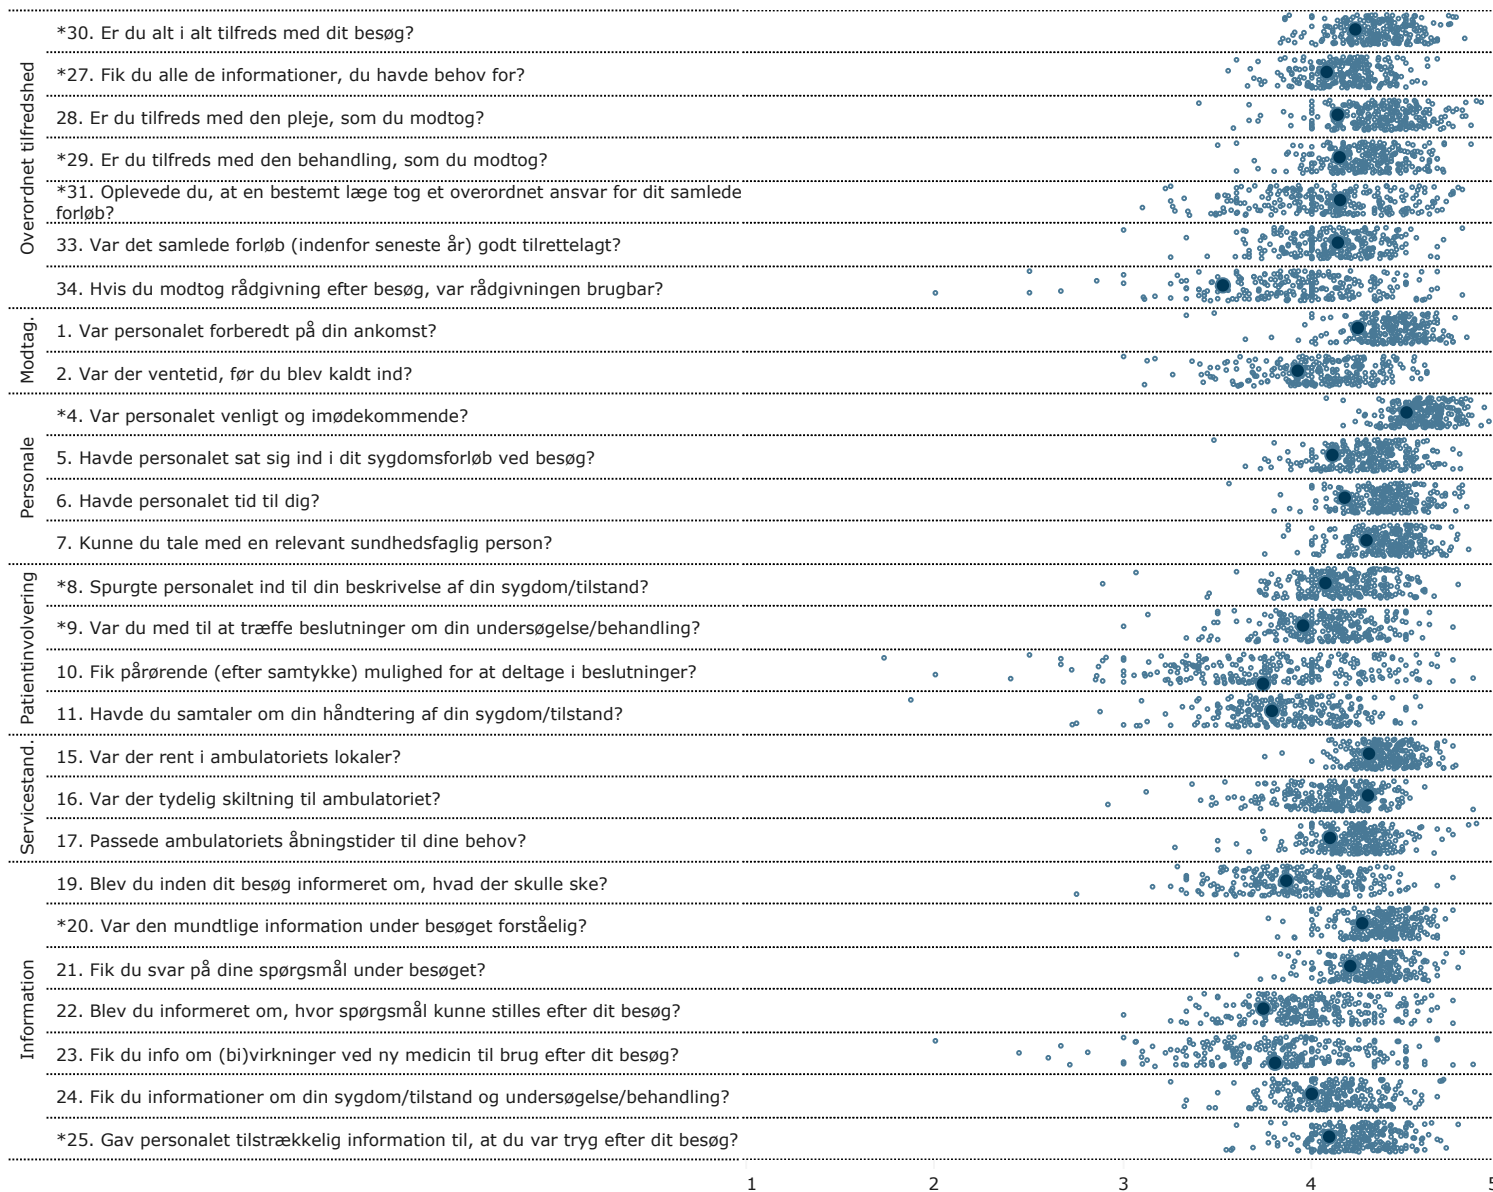 Overordnet tilfredshed
*30. Er du alt i alt tilfreds med dit besøg?
*27. Fik du alle de informationer, du havde behov for?
28. Er du tilfreds med den pleje, som du modtog?
*29. Er du tilfreds med den behandling, som du modtog?
*31. Oplevede du, at en bestemt læge tog et overordnet ansvar for dit samlede
forløb?
33. Var det samlede forløb (indenfor seneste år) godt tilrettelagt?
34. Hvis du modtog rådgivning efter besøg, var rådgivningen brugbar?
Modtag.
1. Var personalet forberedt på din ankomst?
2. Var der ventetid, før du blev kaldt ind?
Personale
*4. Var personalet venligt og imødekommende?
5. Havde personalet sat sig ind i dit sygdomsforløb ved besøg?
6. Havde personalet tid til dig?
7. Kunne du tale med en relevant sundhedsfaglig person?
Patientinvolvering
*8. Spurgte personalet ind til din beskrivelse af din sygdom/tilstand?
*9. Var du med til at træffe beslutninger om din undersøgelse/behandling?
10. Fik pårørende (efter samtykke) mulighed for at deltage i beslutninger?
11. Havde du samtaler om din håndtering af din sygdom/tilstand?
Servicestand.
15. Var der rent i ambulatoriets lokaler?
16. Var der tydelig skiltning til ambulatoriet?
17. Passede ambulatoriets åbningstider til dine behov?
Information
19. Blev du inden dit besøg informeret om, hvad der skulle ske?
*20. Var den mundtlige information under besøget forståelig?
21. Fik du svar på dine spørgsmål under besøget?
22. Blev du informeret om, hvor spørgsmål kunne stilles efter dit besøg?
23. Fik du info om (bi)virkninger ved ny medicin til brug efter dit besøg?
24. Fik du informationer om din sygdom/tilstand og undersøgelse/behandling?
*25. Gav personalet tilstrækkelig information til, at du var tryg efter dit besøg?
1 2 3 4 5